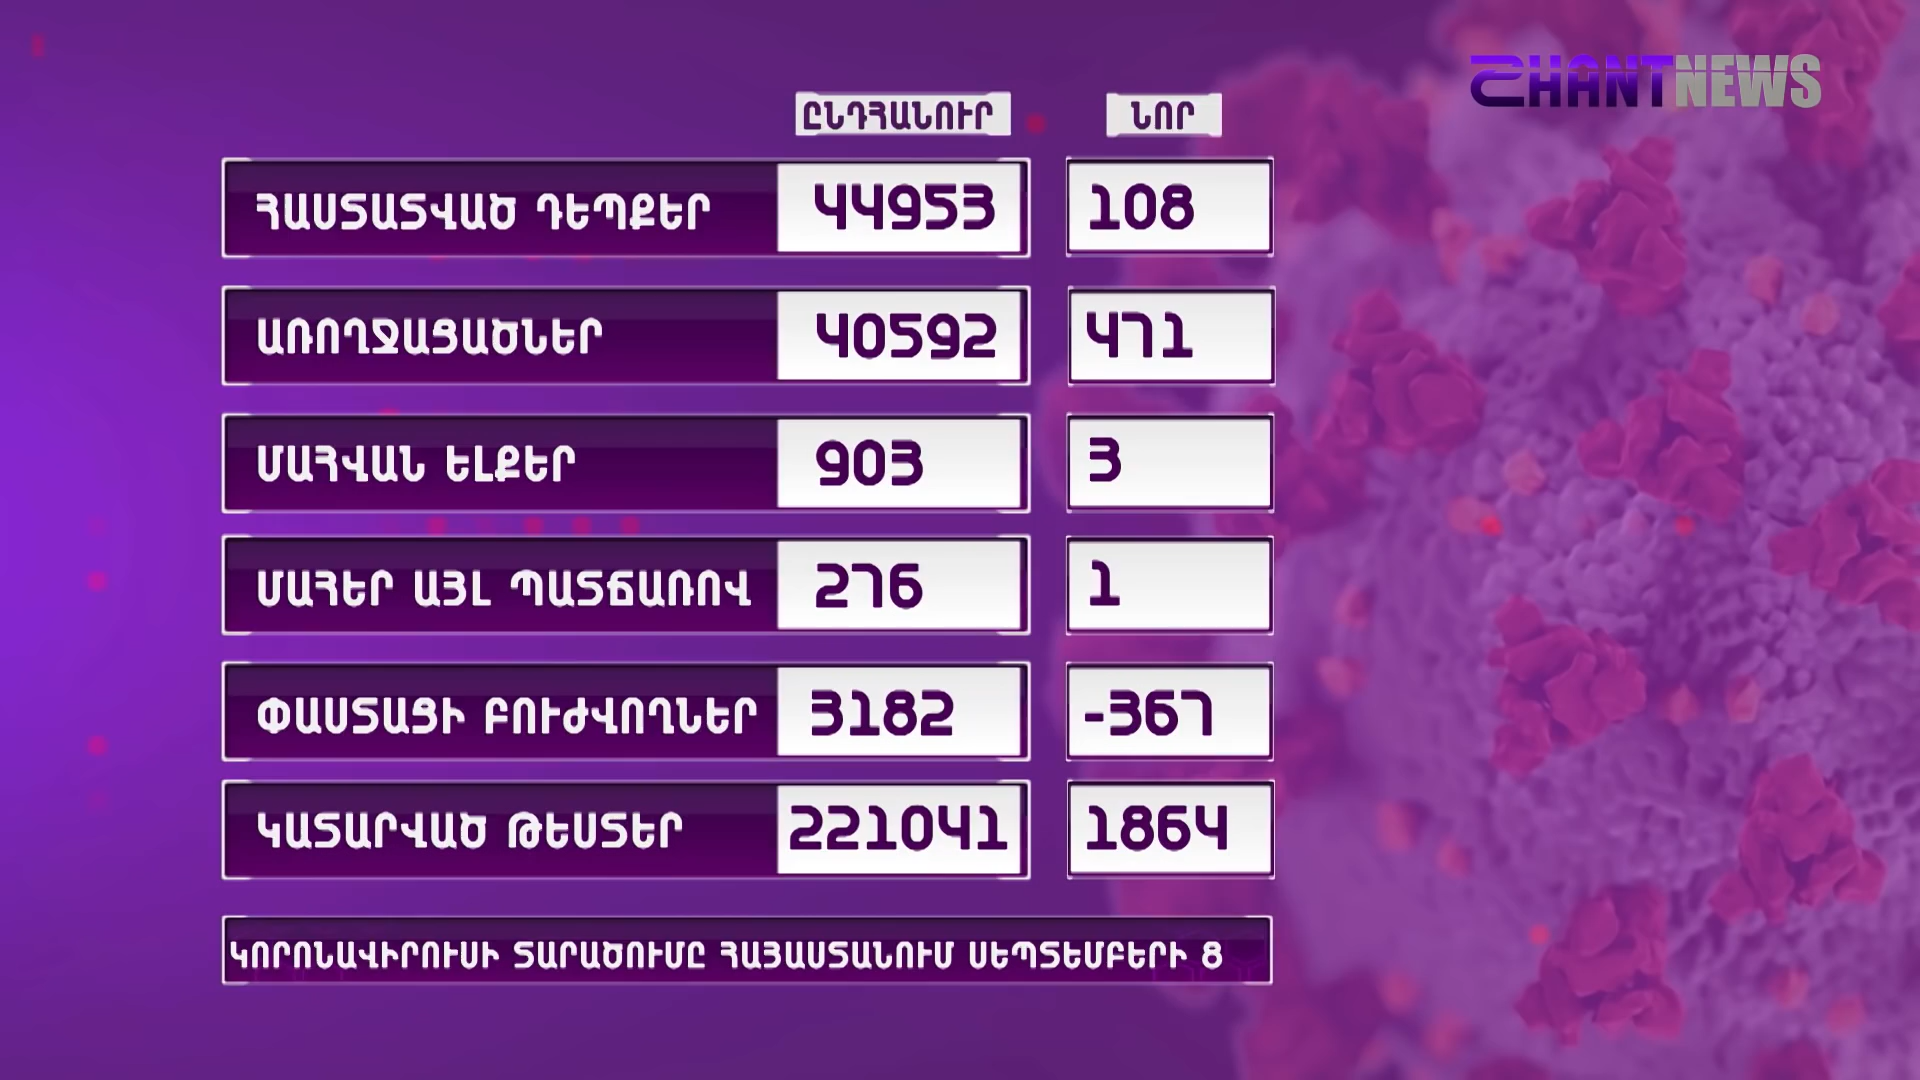 SHANTNEWS
ԸՆԴՀԱՆՈՒՐ ՆՈՐ
ՀԱՍՏԱՏՎԱԾ ԴԵՊՔԵՐ 44953 108
ԱՌՈՂՋԱՑԱԾՆԵՐ 40592 471
ՄԱՀՎԱՆ ԵԼՔԵՐ 903 3
ՄԱՀԵՐ ԱՅԼ ՊԱՏՃԱՌՈՎ 276 1
ՓԱՍՏԱՑԻ ԲՈՒԺՎՈՂՆԵՐ 3182 -367
ԿԱՏԱՐՎԱԾ ԹԵՍՏԵՐ 221041 1864
ԿՈՐՈՆԱՎԻՐՈՒՍԻ ՏԱՐԱԾՈՒՄԸ ՀԱՅԱՍՏԱՆՈՒՄ ՍԵՊՏԵՄԲԵՐԻ 8